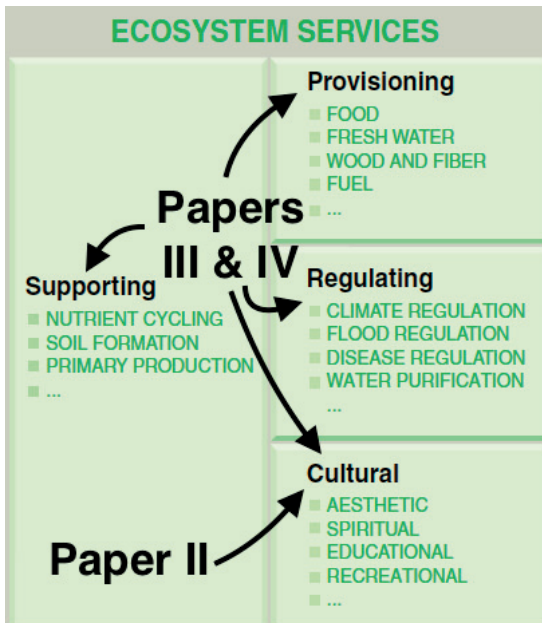 ECOSYSTEM SERVICES
Provisioning
FOOD
FRESH WATER
WOOD AND FIBER
FUEL
...
Papers
III & IV
Supporting
NUTRIENT CYCLING
SOIL FORMATION
PRIMARY PRODUCTION
...
Regulating
CLIMATE REGULATION
FLOOD REGULATION
DISEASE REGULATION
WATER PURIFICATION
...
Cultural
AESTHETIC
SPIRITUAL
EDUCATIONAL
RECREATIONAL
...
Paper II